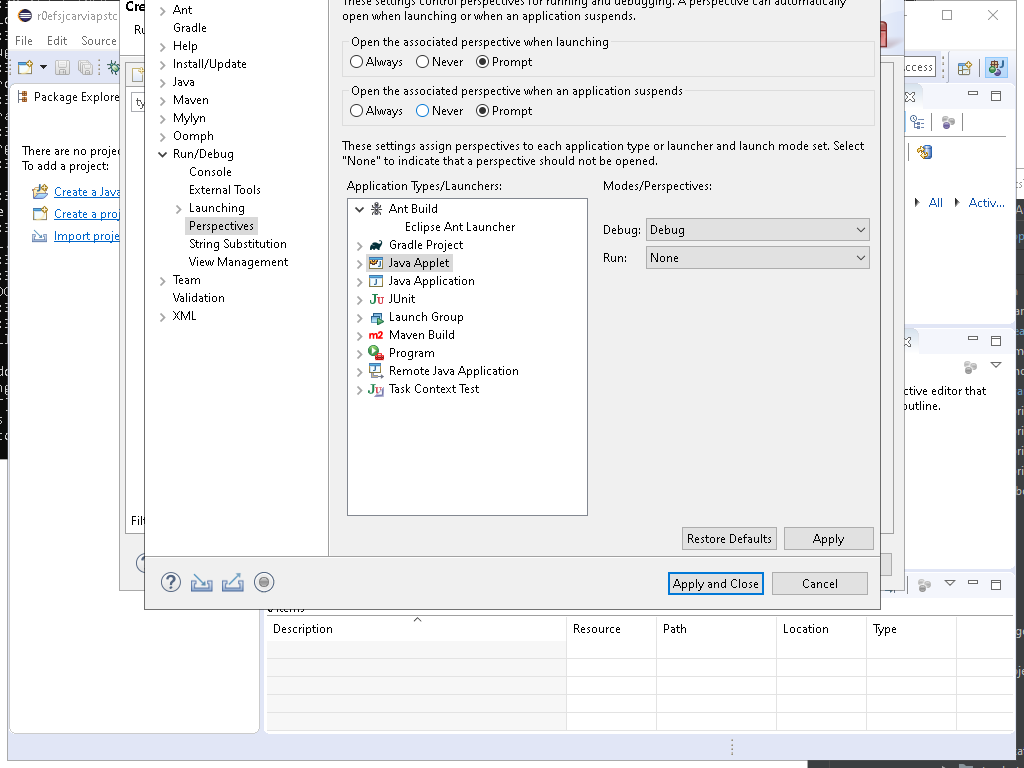 r0efsjcarviapstc
File Edit Source
Package Explore
There are no proje
To add a project:
Create a Java
Create a proj
Import proje
Cre
Ru
ty
Ant
Gradle
Help
Install/Update
Java
Maven
Mylyn
Oomph
Run/Debug
Console
External Tools
Launching
Perspectives
String Substitution
View Management
Team
Validation
XML
These settings control perspectives for running and debugging. A perspective can automatically
open when launching or when an application suspends.
Open the associated perspective when launching
Always Never Prompt
Open the associated perspective when an application suspends
Always Never Prompt
These settings assign perspectives to each application type or launcher and launch mode set. Select
"None" to indicate that a perspective should not be opened.
Application Types/Launchers:
Modes/Perspectives:
Ant Build
Eclipse Ant Launcher
Gradle Project
Java Applet
Java Application
JUnit
Launch Group
Maven Build
Program
Remote Java Application
Task Context Test
Debug: Debug
Run: None
Restore Defaults Apply
Apply and Close Cancel
ccess
All Activ...
ctive editor that
outline.
Filt
items
Description Resource Path Location Type